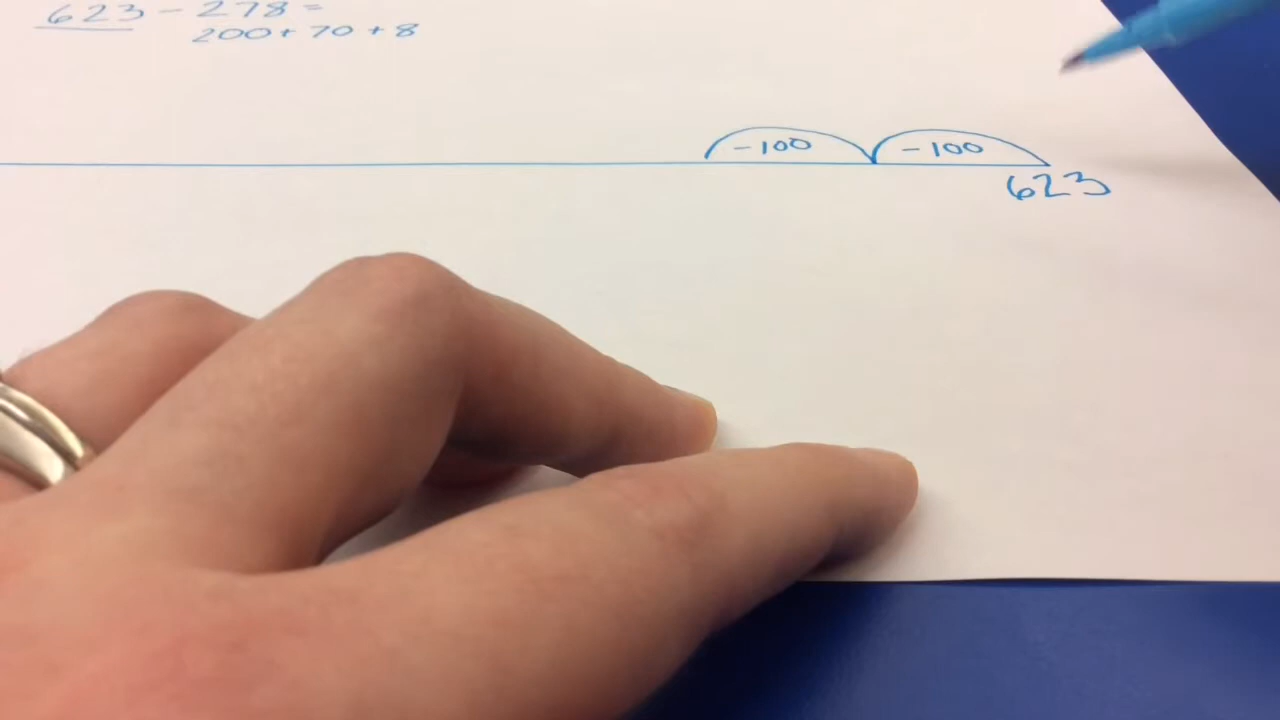 623 - 278 =
200 + 70 + 8
-100 -100
623